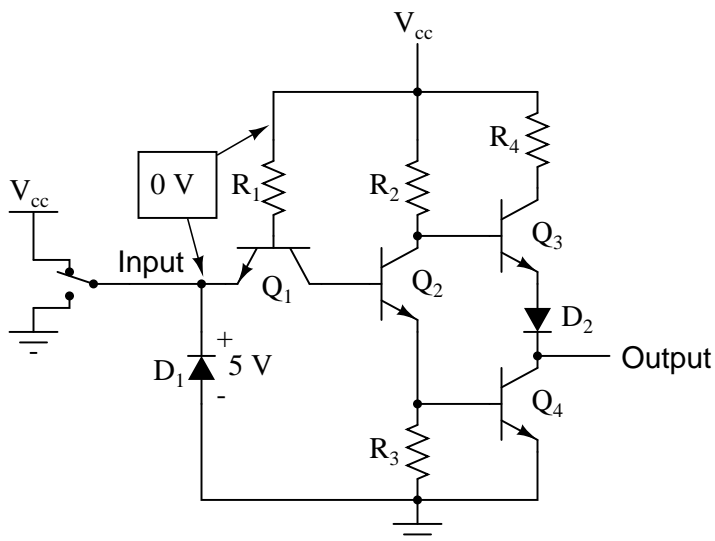 Vcc
0 V
R1
R2
R4
Vcc
Input
Q1
Q2
Q3
D1
+
5 V
-
D2
Output
Q4
R3